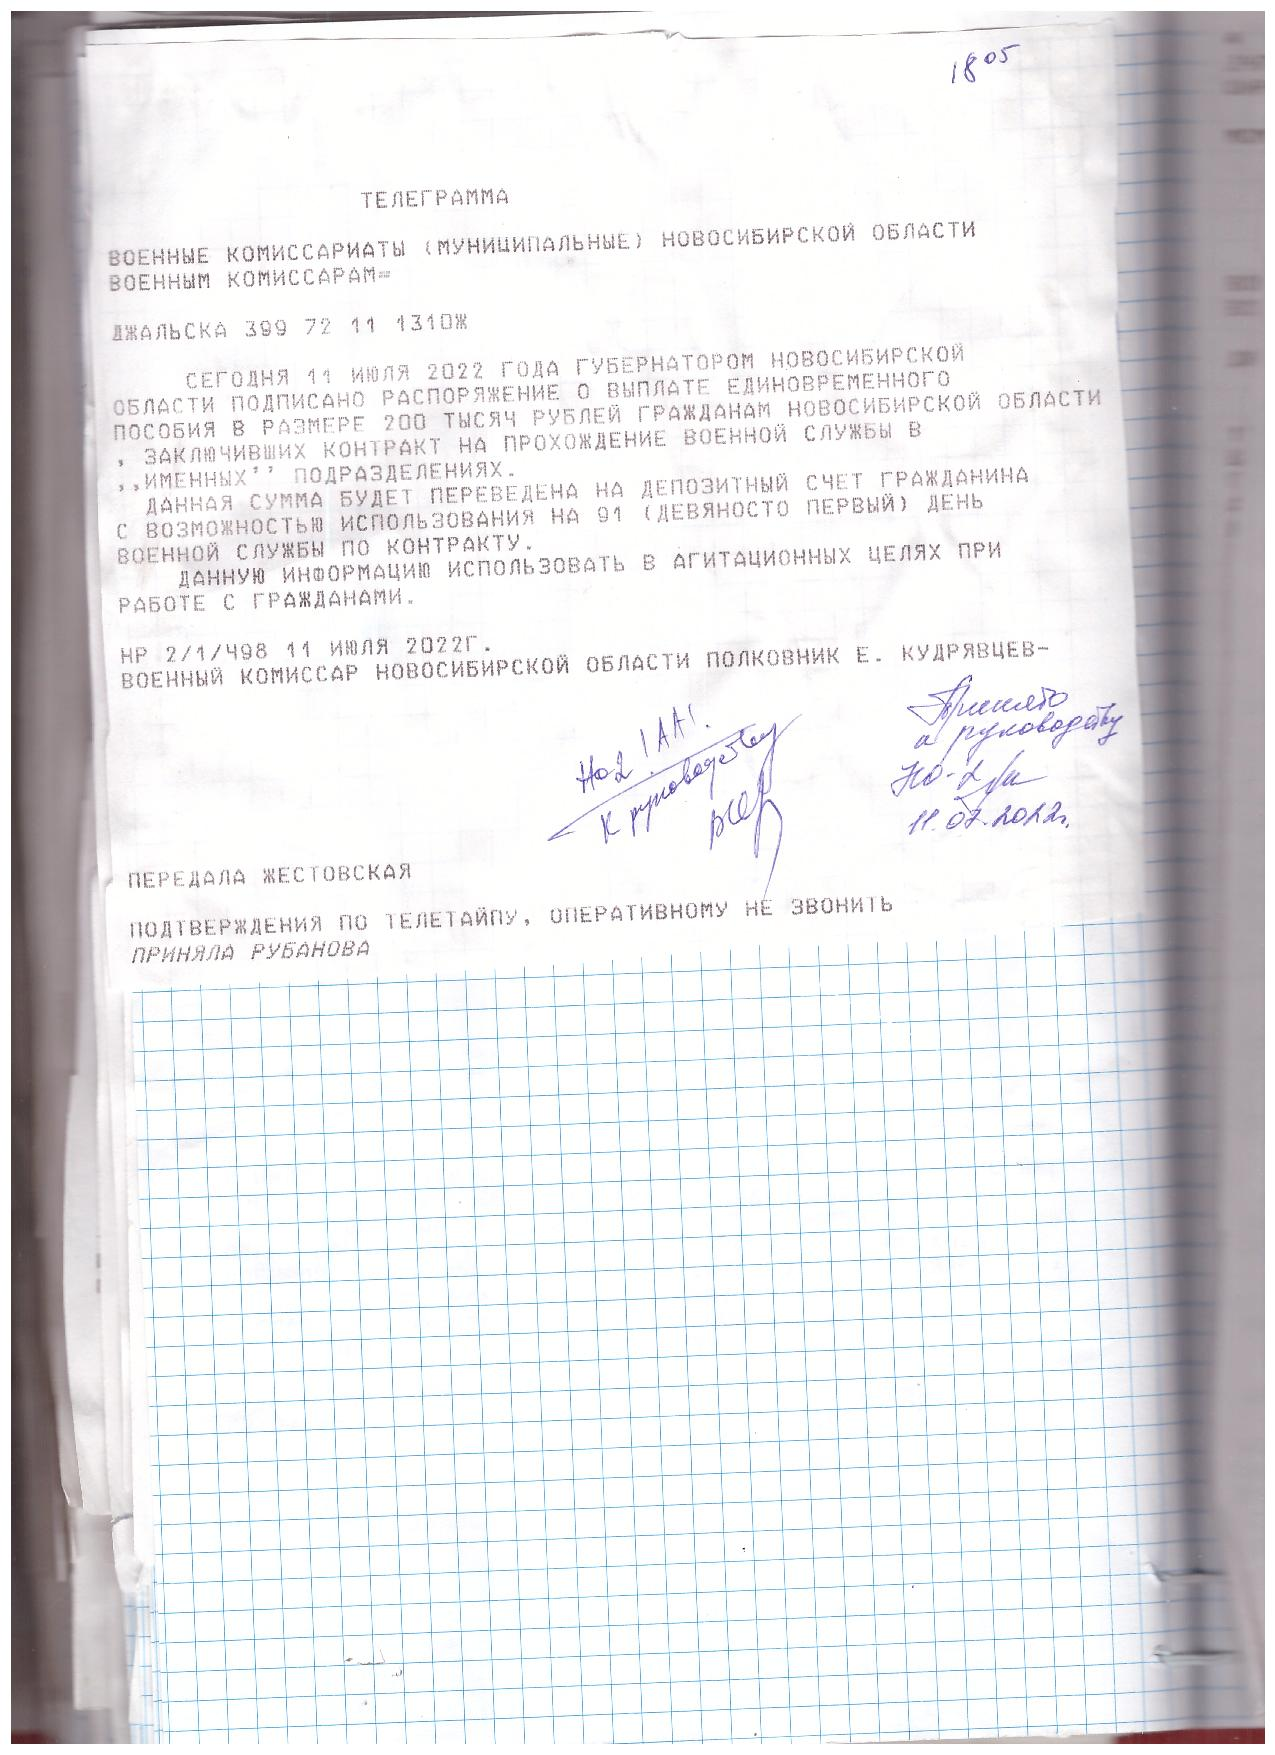 18 05
ТЕЛЕГРАММА
ВОЕННЫЕ КОМИССАРИАТЫ (МУНИЦИПАЛЬНЫЕ) НОВОСИБИРСКОЙ ОБЛАСТИ
ВОЕННЫМ КОМИССАРАМ=
ДЖАЛЬСКА 399 72 11 1310Ж
СЕГОДНЯ 11 ИЮЛЯ 2022 ГОДА ГУБЕРНАТОРОМ НОВОСИБИРСКОЙ
ОБЛАСТИ ПОДПИСАНО РАСПОРЯЖЕНИЕ О ВЫПЛАТЕ ЕДИНОВРЕМЕННОГО
ПОСОБИЯ В РАЗМЕРЕ 200 ТЫСЯЧ РУБЛЕЙ ГРАЖДАНАМ НОВОСИБИРСКОЙ ОБЛАСТИ
, ЗАКЛЮЧИВШИХ КОНТРАКТ НА ПРОХОЖДЕНИЕ ВОЕННОЙ СЛУЖБЫ В
,,ИМЕННЫХ’’ ПОДРАЗДЕЛЕНИЯХ.
ДАННАЯ СУММА БУДЕТ ПЕРЕВЕДЕНА НА ДЕПОЗИТНЫЙ СЧЕТ ГРАЖДАНИНА
С ВОЗМОЖНОСТЬЮ ИСПОЛЬЗОВАНИЯ НА 91 (ДЕВЯНОСТО ПЕРВЫЙ) ДЕНЬ
ВОЕННОЙ СЛУЖБЫ ПО КОНТРАКТУ.
ДАННУЮ ИНФОРМАЦИЮ ИСПОЛЬЗОВАТЬ В АГИТАЦИОННЫХ ЦЕЛЯХ ПРИ
РАБОТЕ С ГРАЖДАНАМИ.
НР 2/1/498 11 ИЮЛЯ 2022Г.
ВОЕННЫЙ КОМИССАР НОВОСИБИРСКОЙ ОБЛАСТИ ПОЛКОВНИК Е. КУДРЯВЦЕВ-
К руководству
Принято
к руководству
НО-2
11.07.2022г.
ПЕРЕДАЛА ЖЕСТОВСКАЯ
ПОДТВЕРЖДЕНИЯ ПО ТЕЛЕТАЙПУ, ОПЕРАТИВНОМУ НЕ ЗВОНИТЬ
ПРИНЯЛА РУБАНОВА